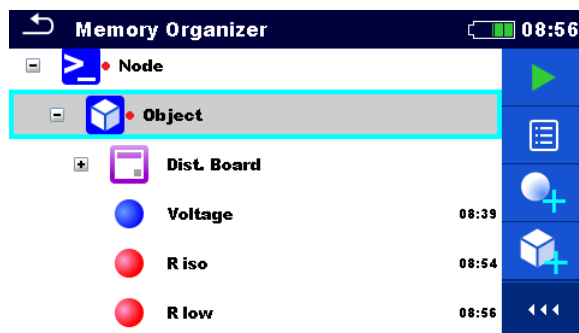 Memory Organizer 08:56
Node
Object
Dist. Board
Voltage 08:39
R iso 08:54
R low 08:56